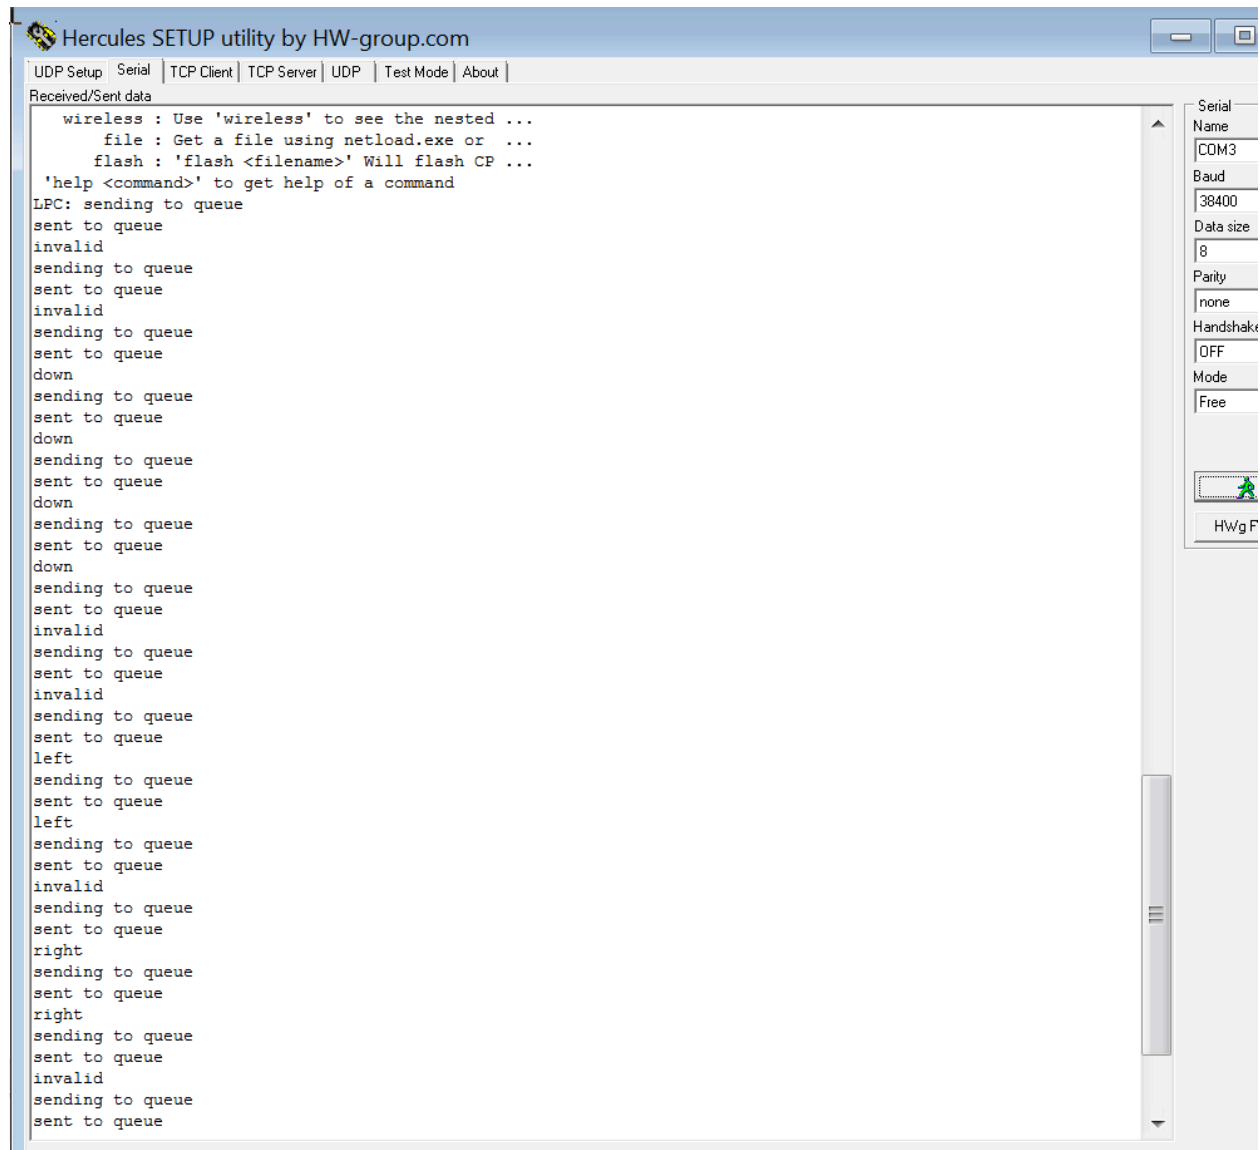 Hercules SETUP utility by HW-group.com
UDP Setup Serial TCP Client TCP Server UDP Test Mode About
Received/Sent data
wireless : Use 'wireless' to see the nested ...
file : Get a file using netload.exe or ...
flash : 'flash <filename>' Will flash CP ...
'help <command>' to get help of a command
LPC: sending to queue
sent to queue
invalid
sending to queue
sent to queue
invalid
sending to queue
sent to queue
down
sending to queue
sent to queue
down
sending to queue
sent to queue
down
sending to queue
sent to queue
down
sending to queue
sent to queue
invalid
sending to queue
sent to queue
invalid
sending to queue
sent to queue
left
sending to queue
sent to queue
left
sending to queue
sent to queue
invalid
sending to queue
sent to queue
right
sending to queue
sent to queue
right
sending to queue
sent to queue
invalid
sending to queue
sent to queue
Serial
Name
COM3
Baud
38400
Data size
8
Parity
none
Handshake
OFF
Mode
Free
HWg